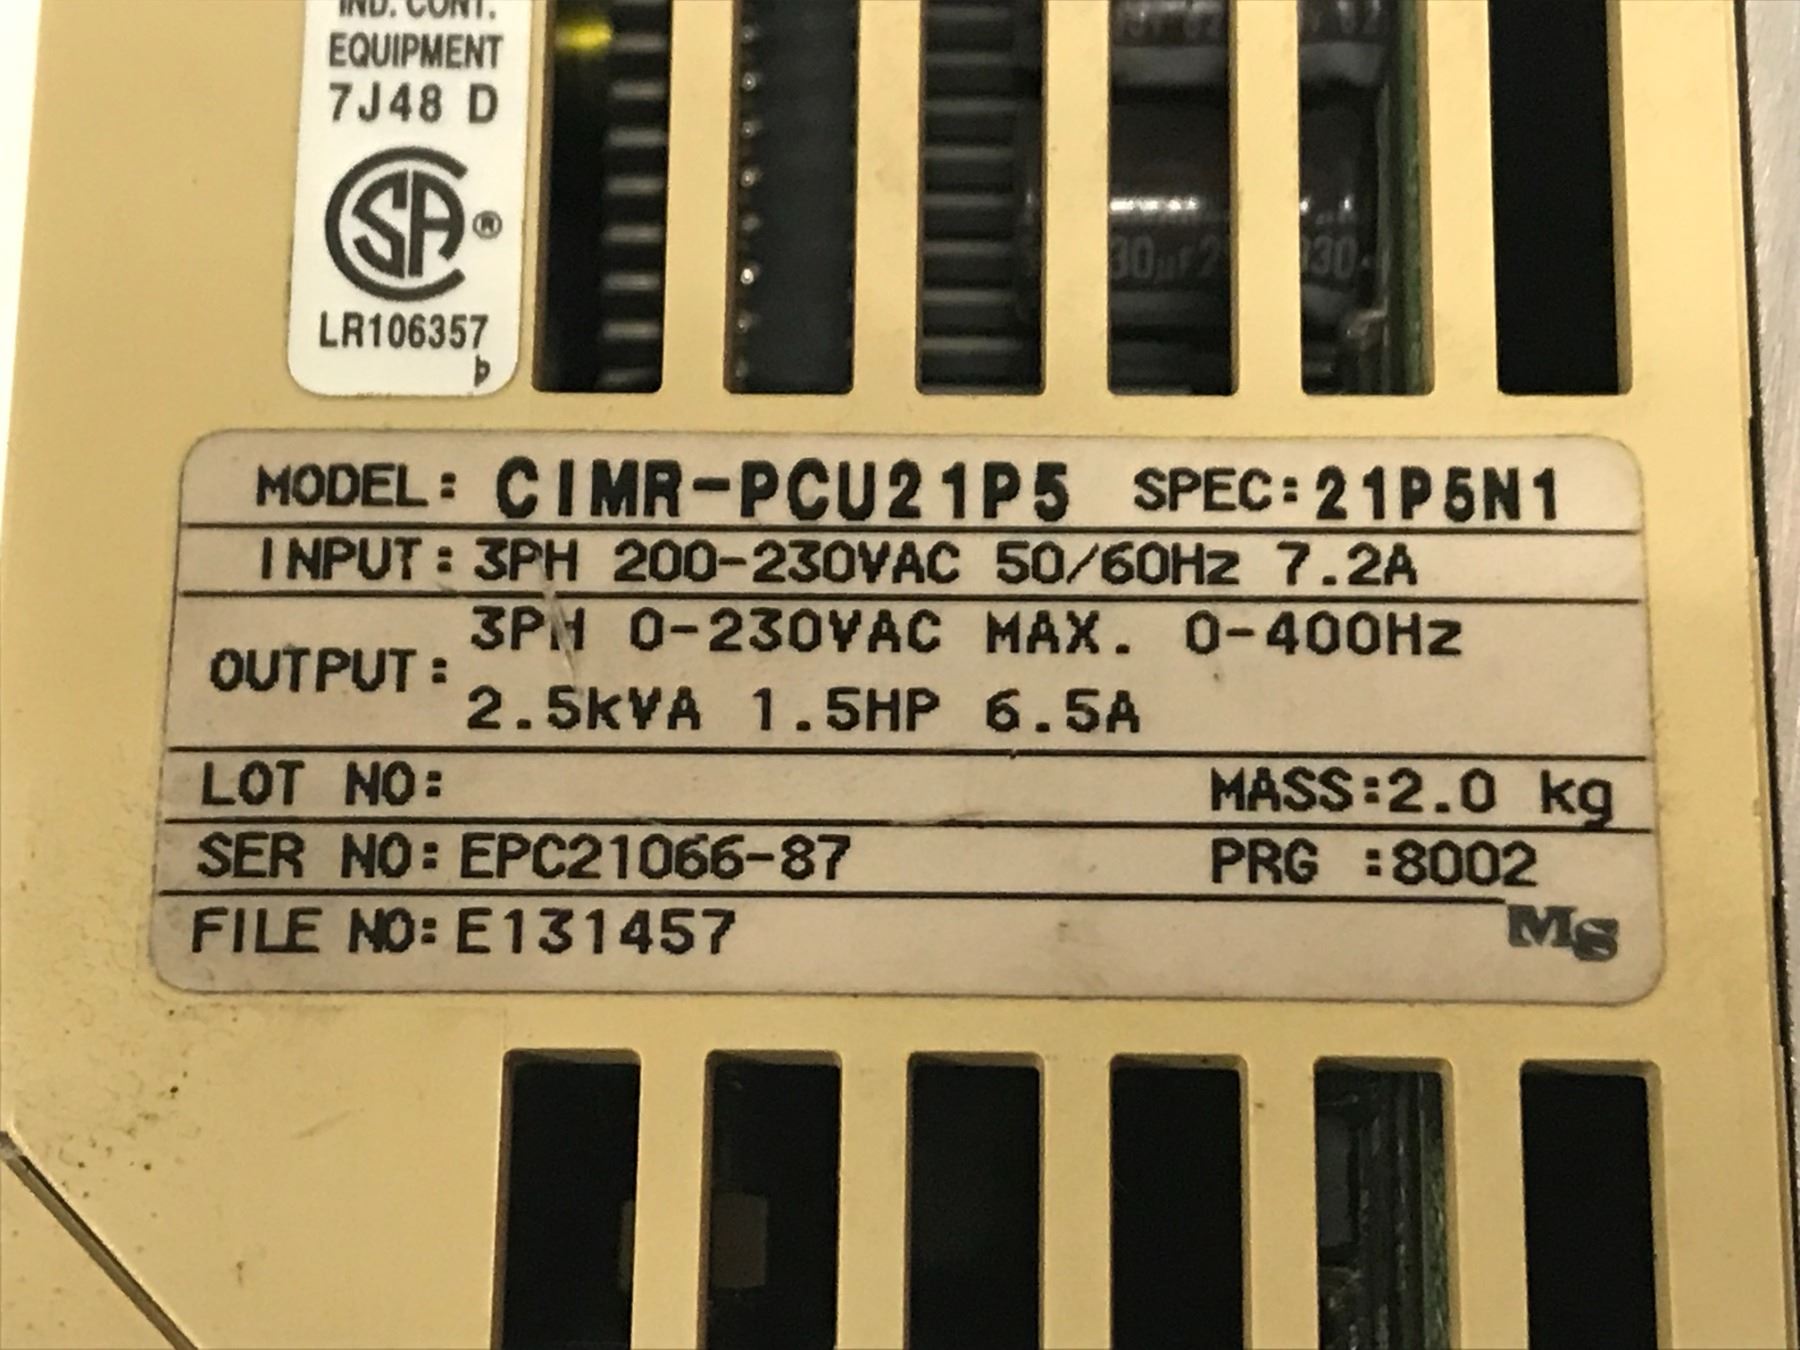 IND. CONT.
EQUIPMENT
7J48 D
SA ®
LR106357
MODEL: CIMR-PCU21P5 SPEC: 21P5N1
INPUT: 3PH 200-230VAC 50/60Hz 7.2A
OUTPUT: 3PH 0-230VAC MAX. 0-400Hz
2.5kVA 1.5HP 6.5A
LOT NO: MASS:2.0 kg
SER NO: EPC21066-87 PRG :8002
FILE NO: E131457 MS